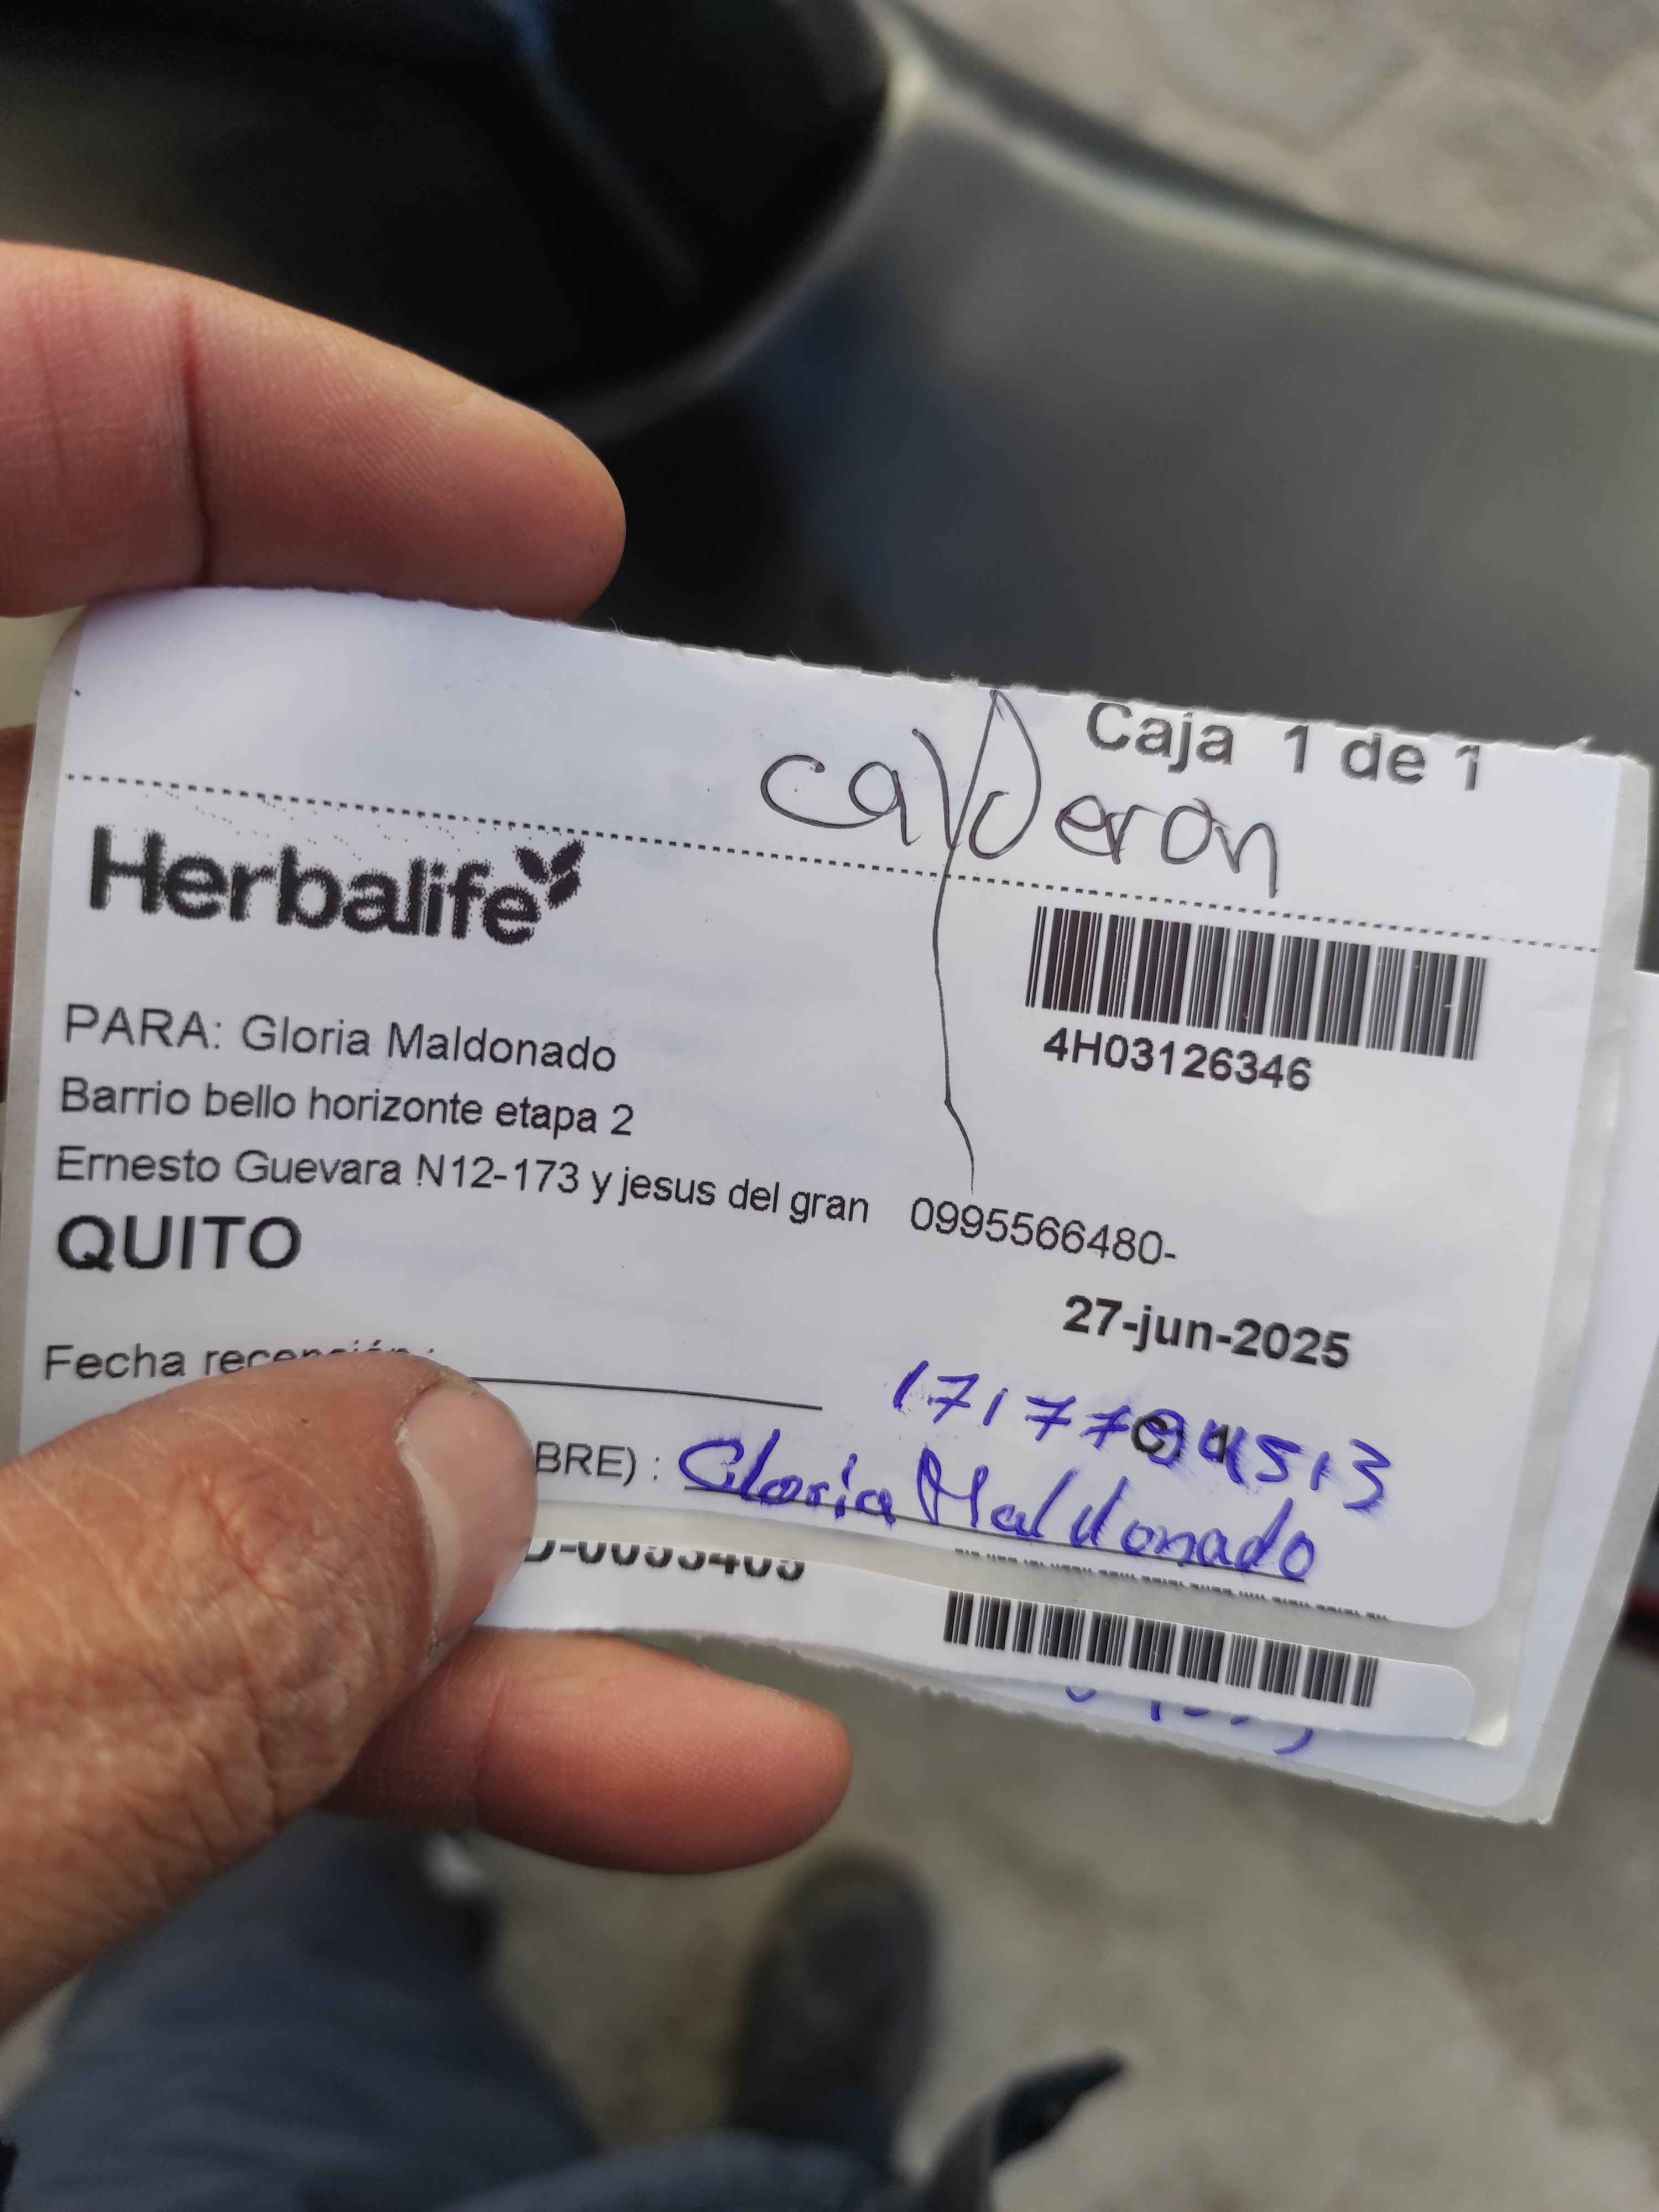 Caja 1 de 1
calderon
Herbalife
4H03126346
PARA: Gloria Maldonado
Barrio bello horizonte etapa 2
Ernesto Guevara N12-173 y jesus del gran 0995566480-
QUITO
27-jun-2025
Fecha recepción :
BRE) : Gloria Maldonado